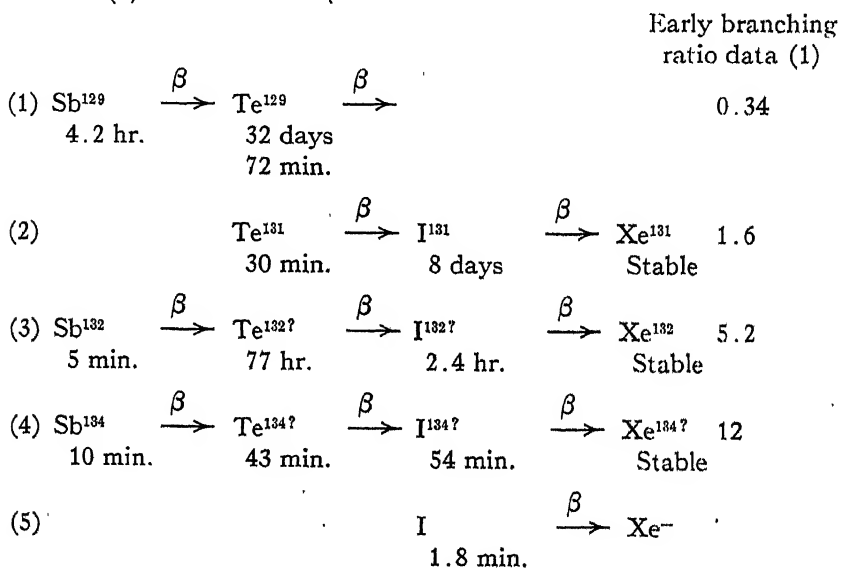 Early branching
ratio data (1)
β β
(1) Sb¹²⁹ → Te¹²⁹ → 0.34
4.2 hr. 32 days
72 min.
β β
(2) Te¹³¹ → I¹³¹ → Xe¹³¹ 1.6
30 min. 8 days Stable
β β β
(3) Sb¹³² → Te¹³²? → I¹³²? → Xe¹³² 5.2
5 min. 77 hr. 2.4 hr. Stable
β β β
(4) Sb¹³⁴ → Te¹³⁴? → I¹³⁴? → Xe¹³⁴? 12
10 min. 43 min. 54 min. Stable
β
(5) I → Xe⁻
1.8 min.